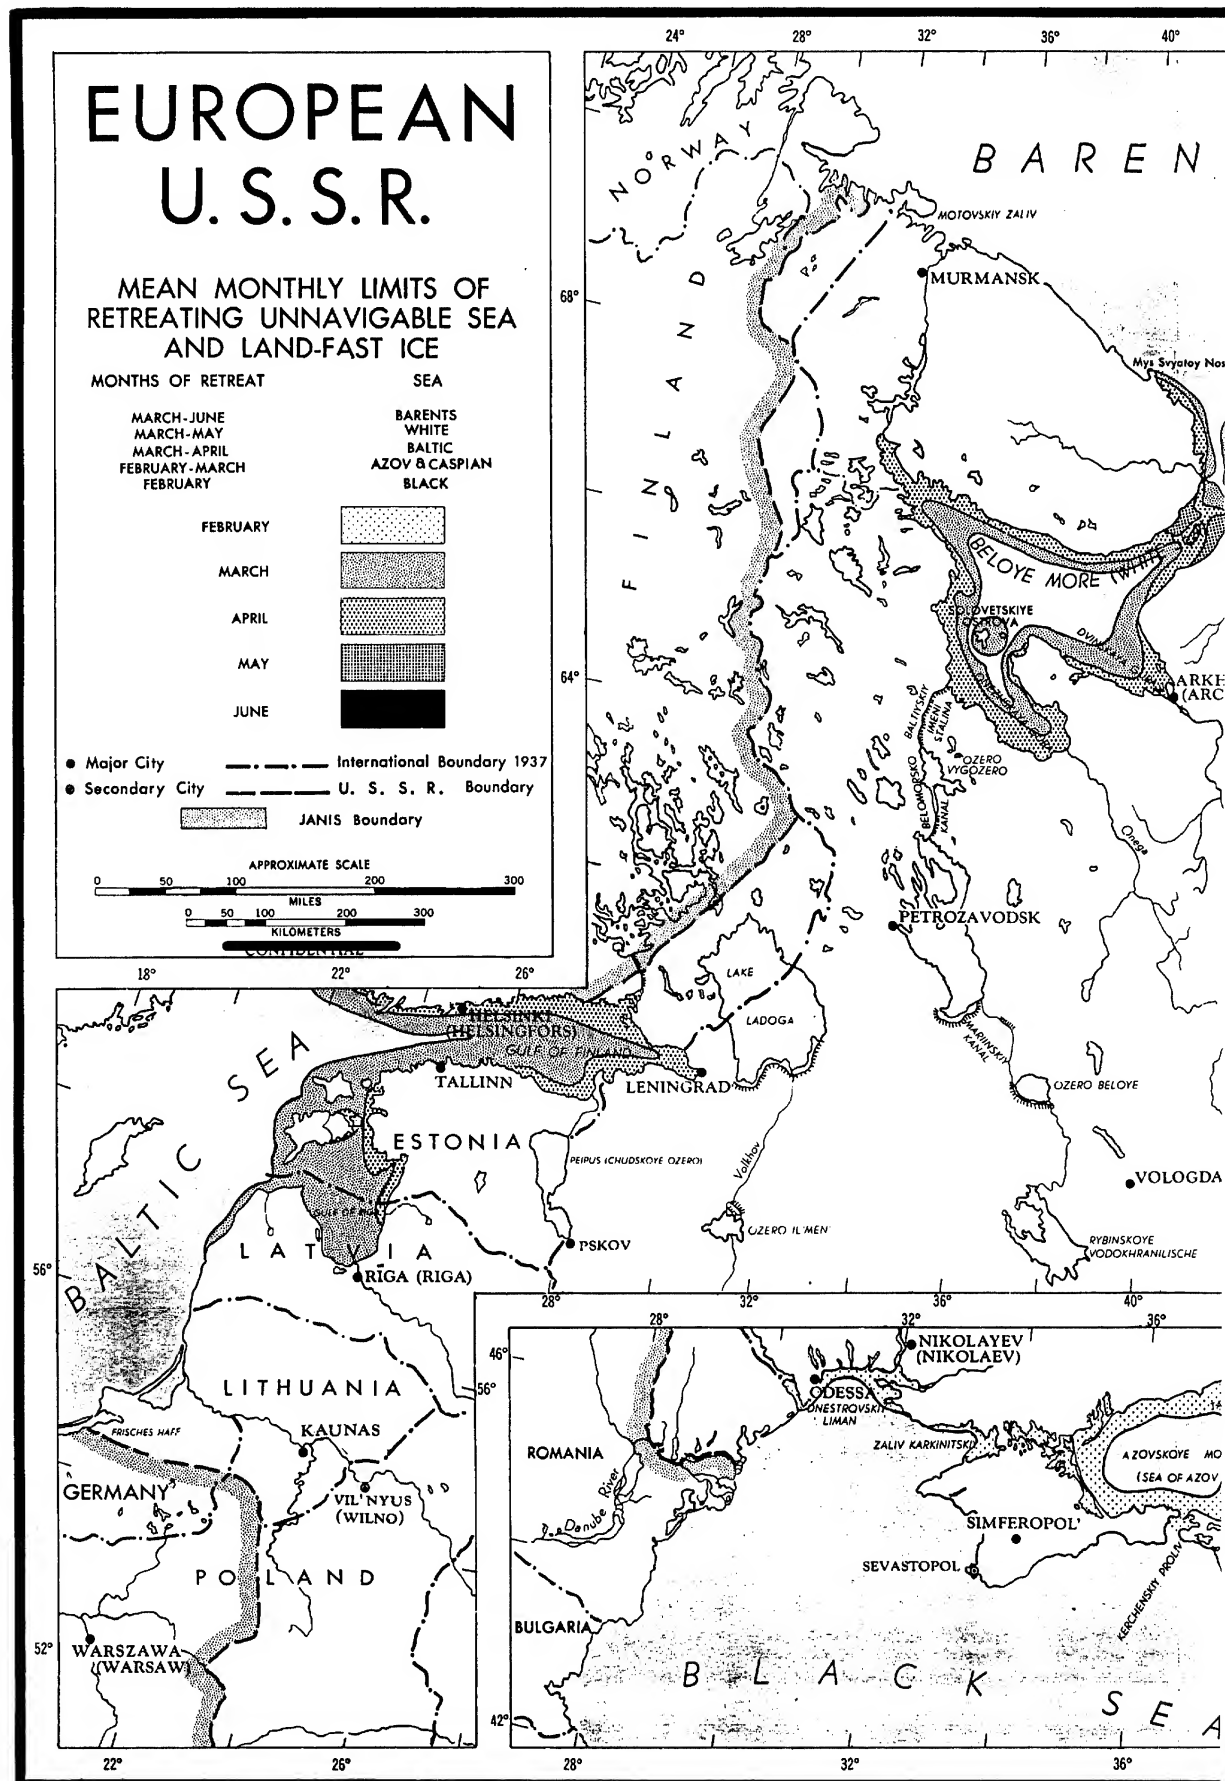 24° 28° 32° 36° 40°
EUROPEAN
U.S.S.R.
MEAN MONTHLY LIMITS OF
RETREATING UNNAVIGABLE SEA
AND LAND-FAST ICE
MONTHS OF RETREAT SEA
MARCH-JUNE BARENTS
MARCH-MAY WHITE
MARCH-APRIL BALTIC
FEBRUARY-MARCH AZOV & CASPIAN
FEBRUARY BLACK
FEBRUARY
MARCH
APRIL
MAY
JUNE
Major City International Boundary 1937
Secondary City U. S. S. R. Boundary
JANIS Boundary
APPROXIMATE SCALE
0 50 100 200 300
MILES
0 50 100 200 300
KILOMETERS
CONFIDENTIAL
18° 22° 26°
NORWAY
BAREN
MOTOVSKIY ZALIV
MURMANSK
68°
FINLAND
Mys Svyatoy Nos
BELOYE MORE (WHITE
SOLOVETSKIYE
OSTROVA
DVINSKAYA
64°
ARKH
(ARC
BELOMORSKO
BALTIYSKIY
IMENI
STALINA
KANAL
OZERO
VYGOZERO
Onega
PETROZAVODSK
LAKE
LADOGA
MARIINSKIY
KANAL
HELSINKI
(HELSINGFORS)
GULF OF FINLAND
TALLINN
LENINGRAD
OZERO BELOYE
BALTIC SEA
ESTONIA
PEIPUS (CHUDSKOYE OZERO)
Volkhov
VOLOGDA
GULF OF RIGA
OZERO IL'MEN'
PSKOV
RYBINSKOYE
VODOKHRANILISCHE
LATVIA
RĪGA (RIGA)
56°
28° 32° 36° 40°
LITHUANIA
56°
FRISCHES HAFF
KAUNAS
GERMANY
VIL'NYUS
(WILNO)
POLAND
52°
WARSZAWA
(WARSAW)
22° 26°
28° 32° 36°
46°
NIKOLAYEV
(NIKOLAEV)
ODESSA
DNESTROVSKIY
LIMAN
ROMANIA
ZALIV KARKINITSKIY
AZOVSKOYE MO
(SEA OF AZOV
Danube River
SIMFEROPOL'
SEVASTOPOL
KERCHENSKIY PROLIV
BULGARIA
BLACK SEA
42°
28° 32° 36°